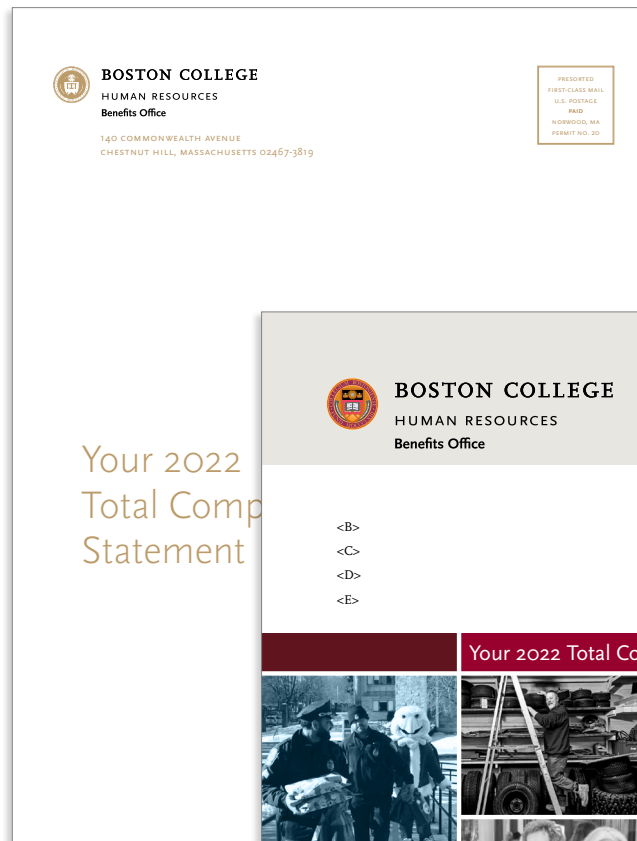 BOSTON COLLEGE
HUMAN RESOURCES
Benefits Office
140 COMMONWEALTH AVENUE
CHESTNUT HILL, MASSACHUSETTS 02467-3819
PRESORTED
FIRST-CLASS MAIL
U.S. POSTAGE
PAID
NORWOOD, MA
PERMIT NO. 20
Your 2022
Total Comp
Statement
BOSTON COLLEGE
HUMAN RESOURCES
Benefits Office
<B>
<C>
<D>
<E>
Your 2022 Total Co